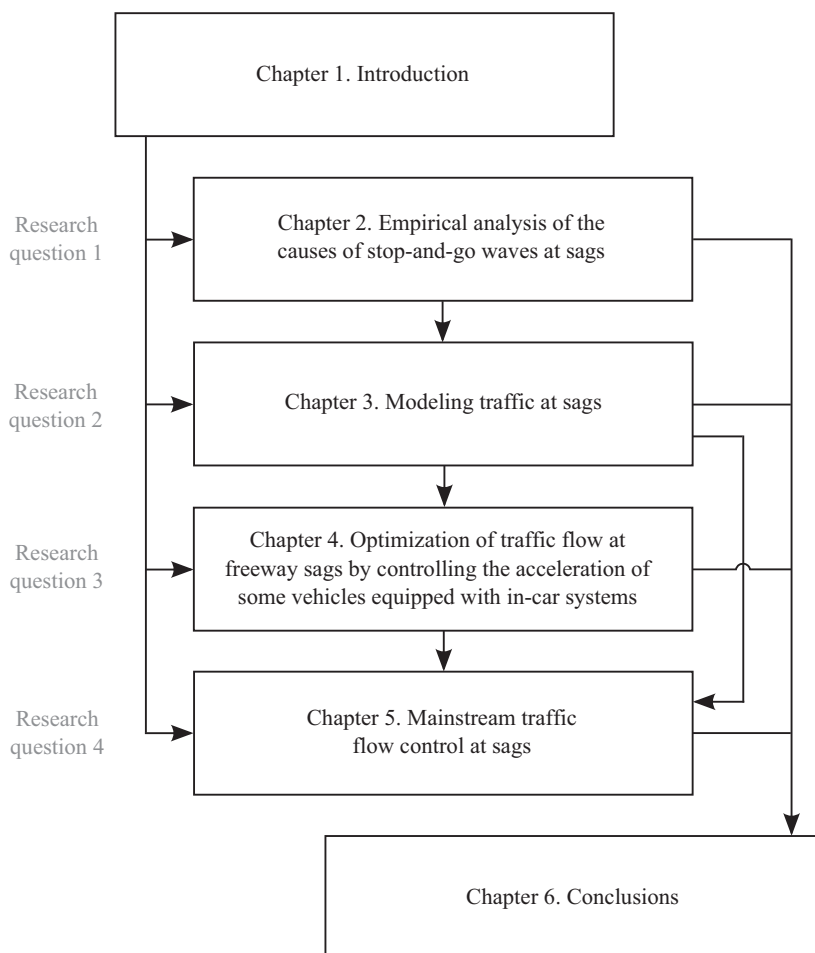 Chapter 1. Introduction
Research
question 1
Chapter 2. Empirical analysis of the
causes of stop-and-go waves at sags
Research
question 2
Chapter 3. Modeling traffic at sags
Research
question 3
Chapter 4. Optimization of traffic flow at
freeway sags by controlling the acceleration of
some vehicles equipped with in-car systems
Research
question 4
Chapter 5. Mainstream traffic
flow control at sags
Chapter 6. Conclusions